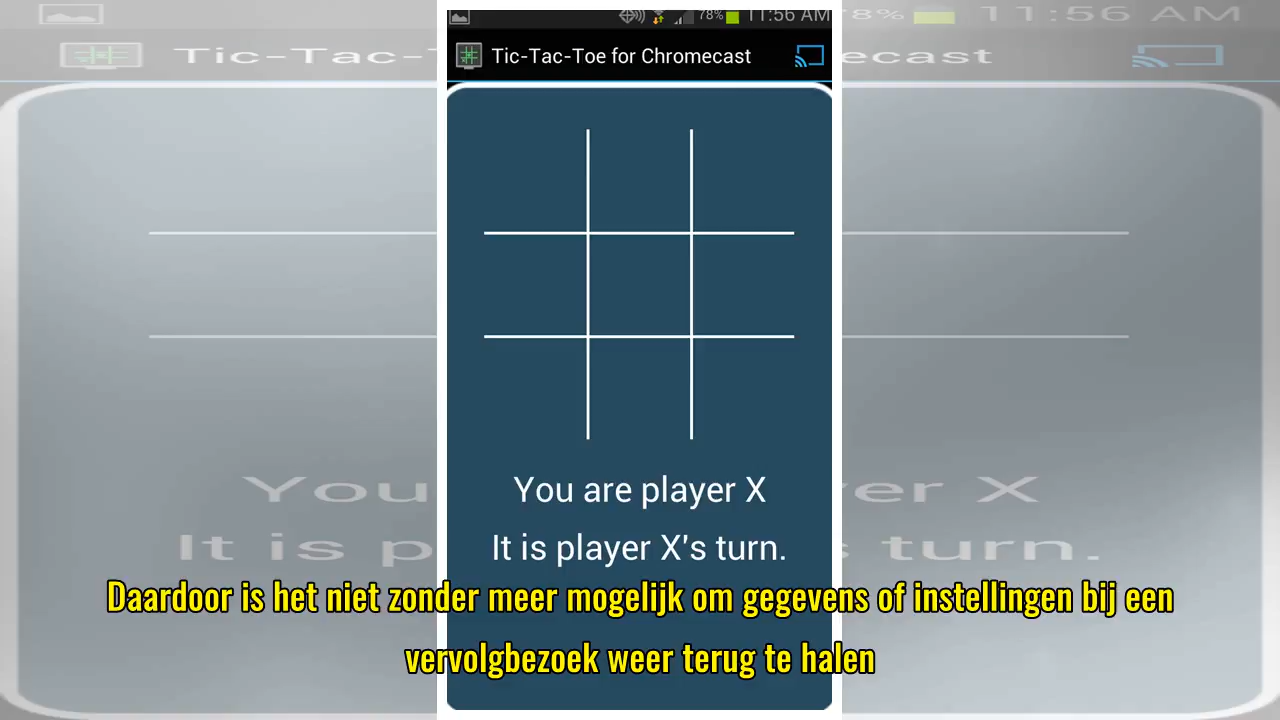 78% 11:56 AM
Tic-Tac-Toe for Chromecast
You are player X
It is player X's turn.
Daardoor is het niet zonder meer mogelijk om gegevens of instellingen bij een
vervolgbezoek weer terug te halen